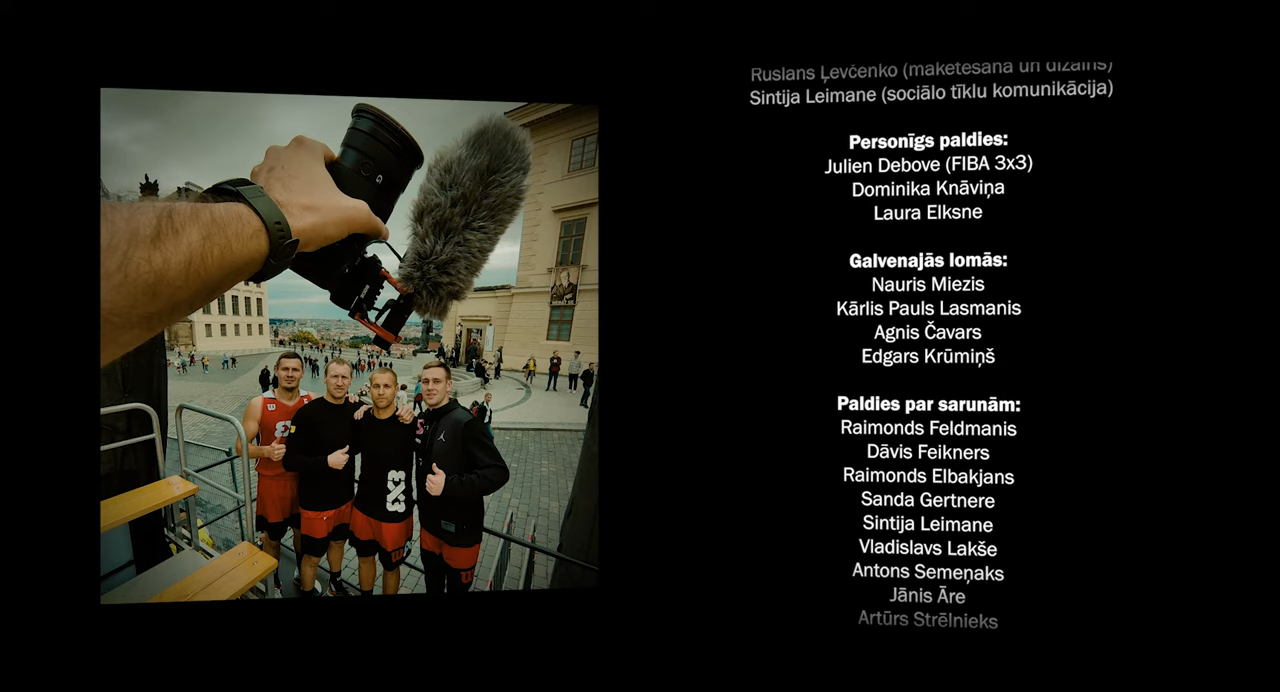 Ruslans Ļevčenko (maketēšana un dizains)
Sintija Leimane (sociālo tīklu komunikācija)
Personīgs paldies:
Julien Debove (FIBA 3x3)
Dominika Knāviņa
Laura Elksne
Galvenajās lomās:
Nauris Miezis
Kārlis Pauls Lasmanis
Agnis Čavars
Edgars Krūmiņš
Paldies par sarunām:
Raimonds Feldmanis
Dāvis Feikners
Raimonds Elbakjans
Sanda Gertnere
Sintija Leimane
Vladislavs Lakše
Antons Semeņaks
Jānis Āre
Artūrs Strēlnieks